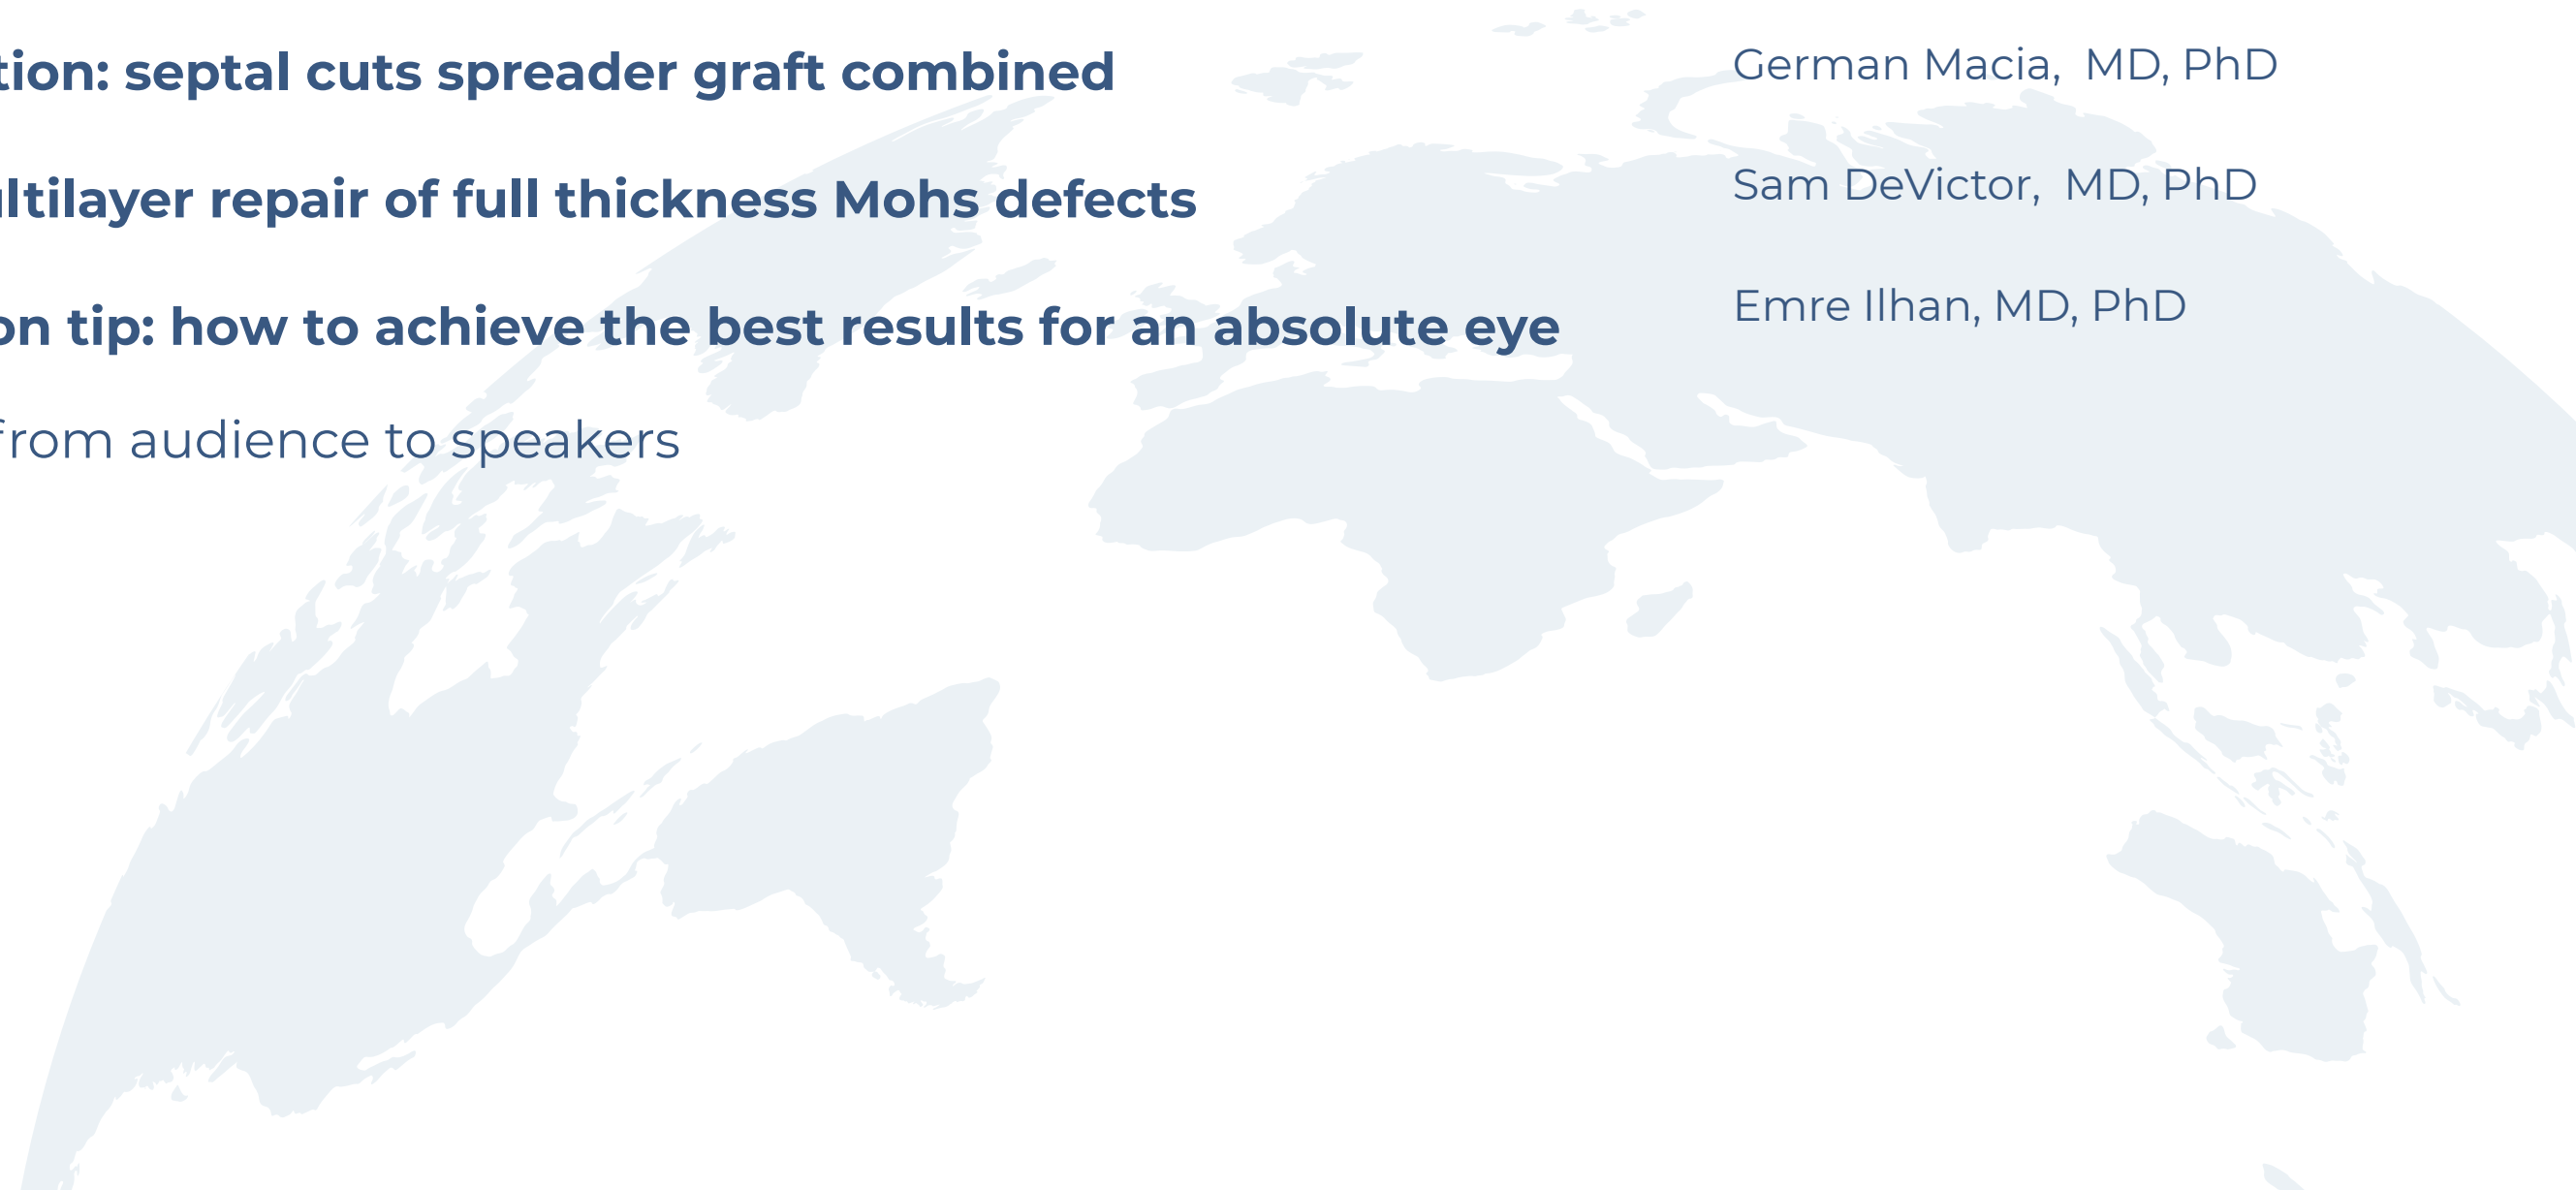 tion: septal cuts spreader graft combined German Macia, MD, PhD
ltilayer repair of full thickness Mohs defects Sam DeVictor, MD, PhD
on tip: how to achieve the best results for an absolute eye Emre Ilhan, MD, PhD
from audience to speakers